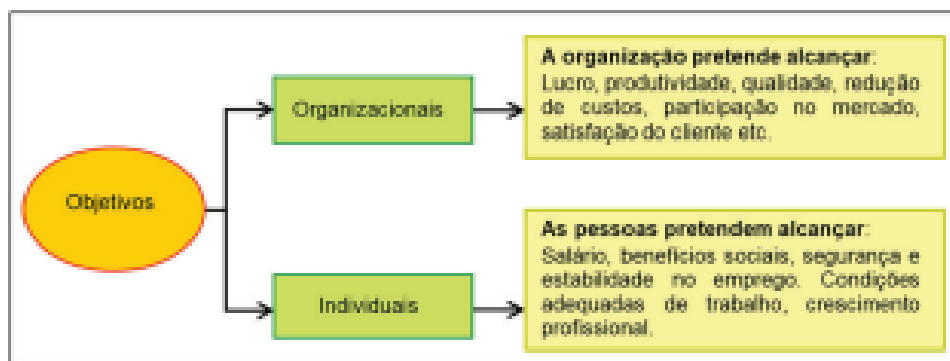 A organização pretende alcançar:
Lucro, produtividade, qualidade, redução
de custos, participação no mercado,
satisfação do cliente etc.
Organizacionais
Objetivos
As pessoas pretendem alcançar:
Salário, benefícios sociais, segurança e
estabilidade no emprego. Condições
adequadas de trabalho, crescimento
profissional.
Individuais